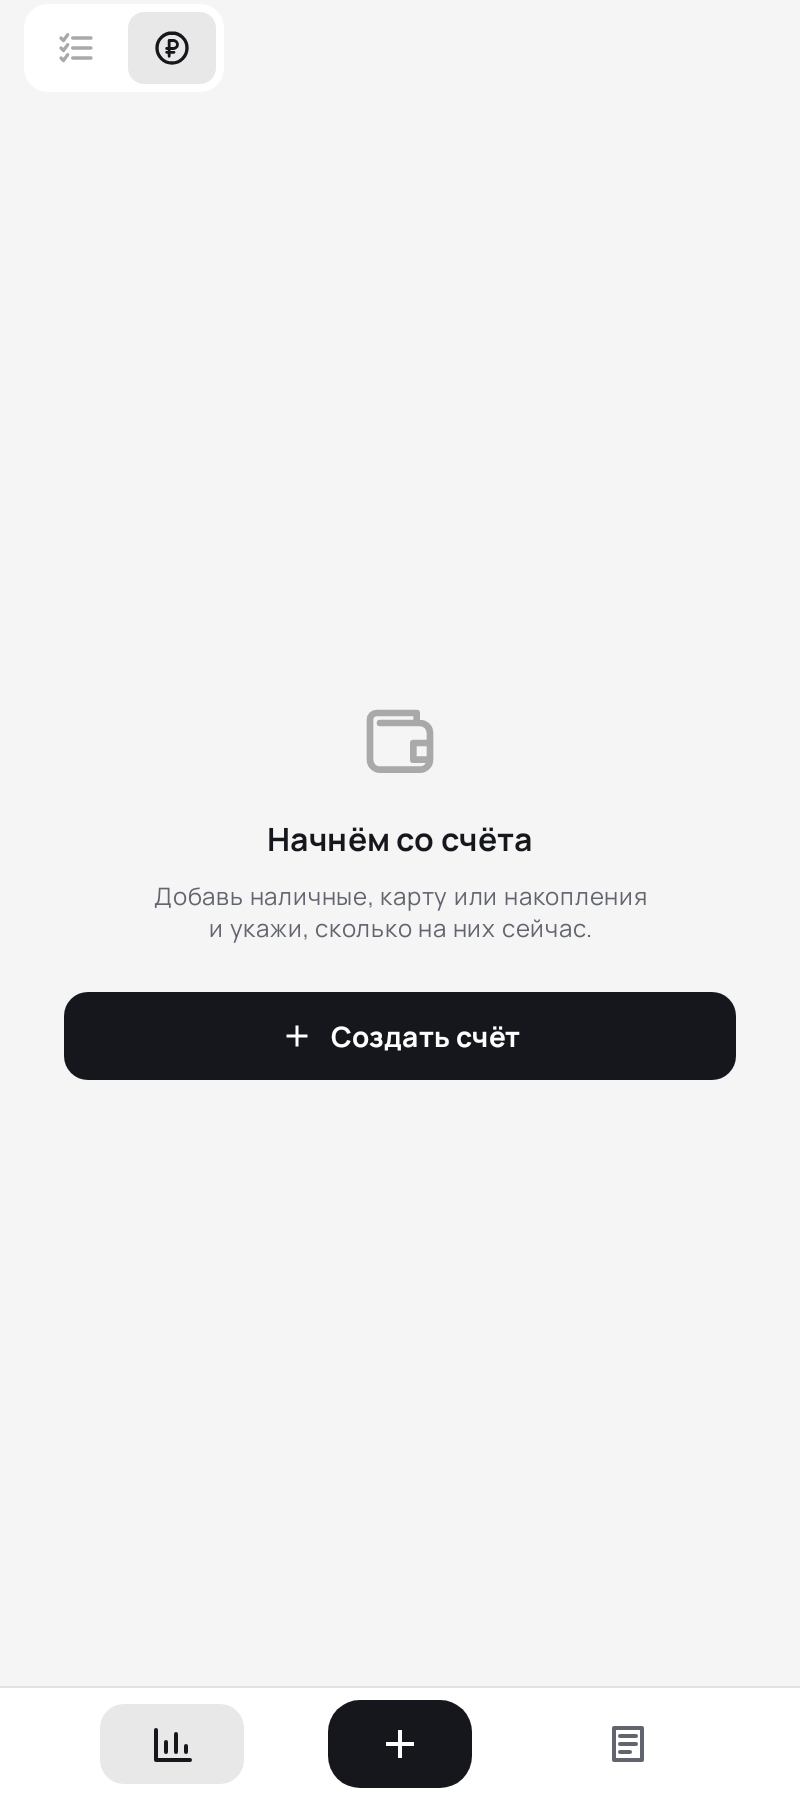 Начнём со счёта
Добавь наличные, карту или накопления
и укажи, сколько на них сейчас.
Создать счёт